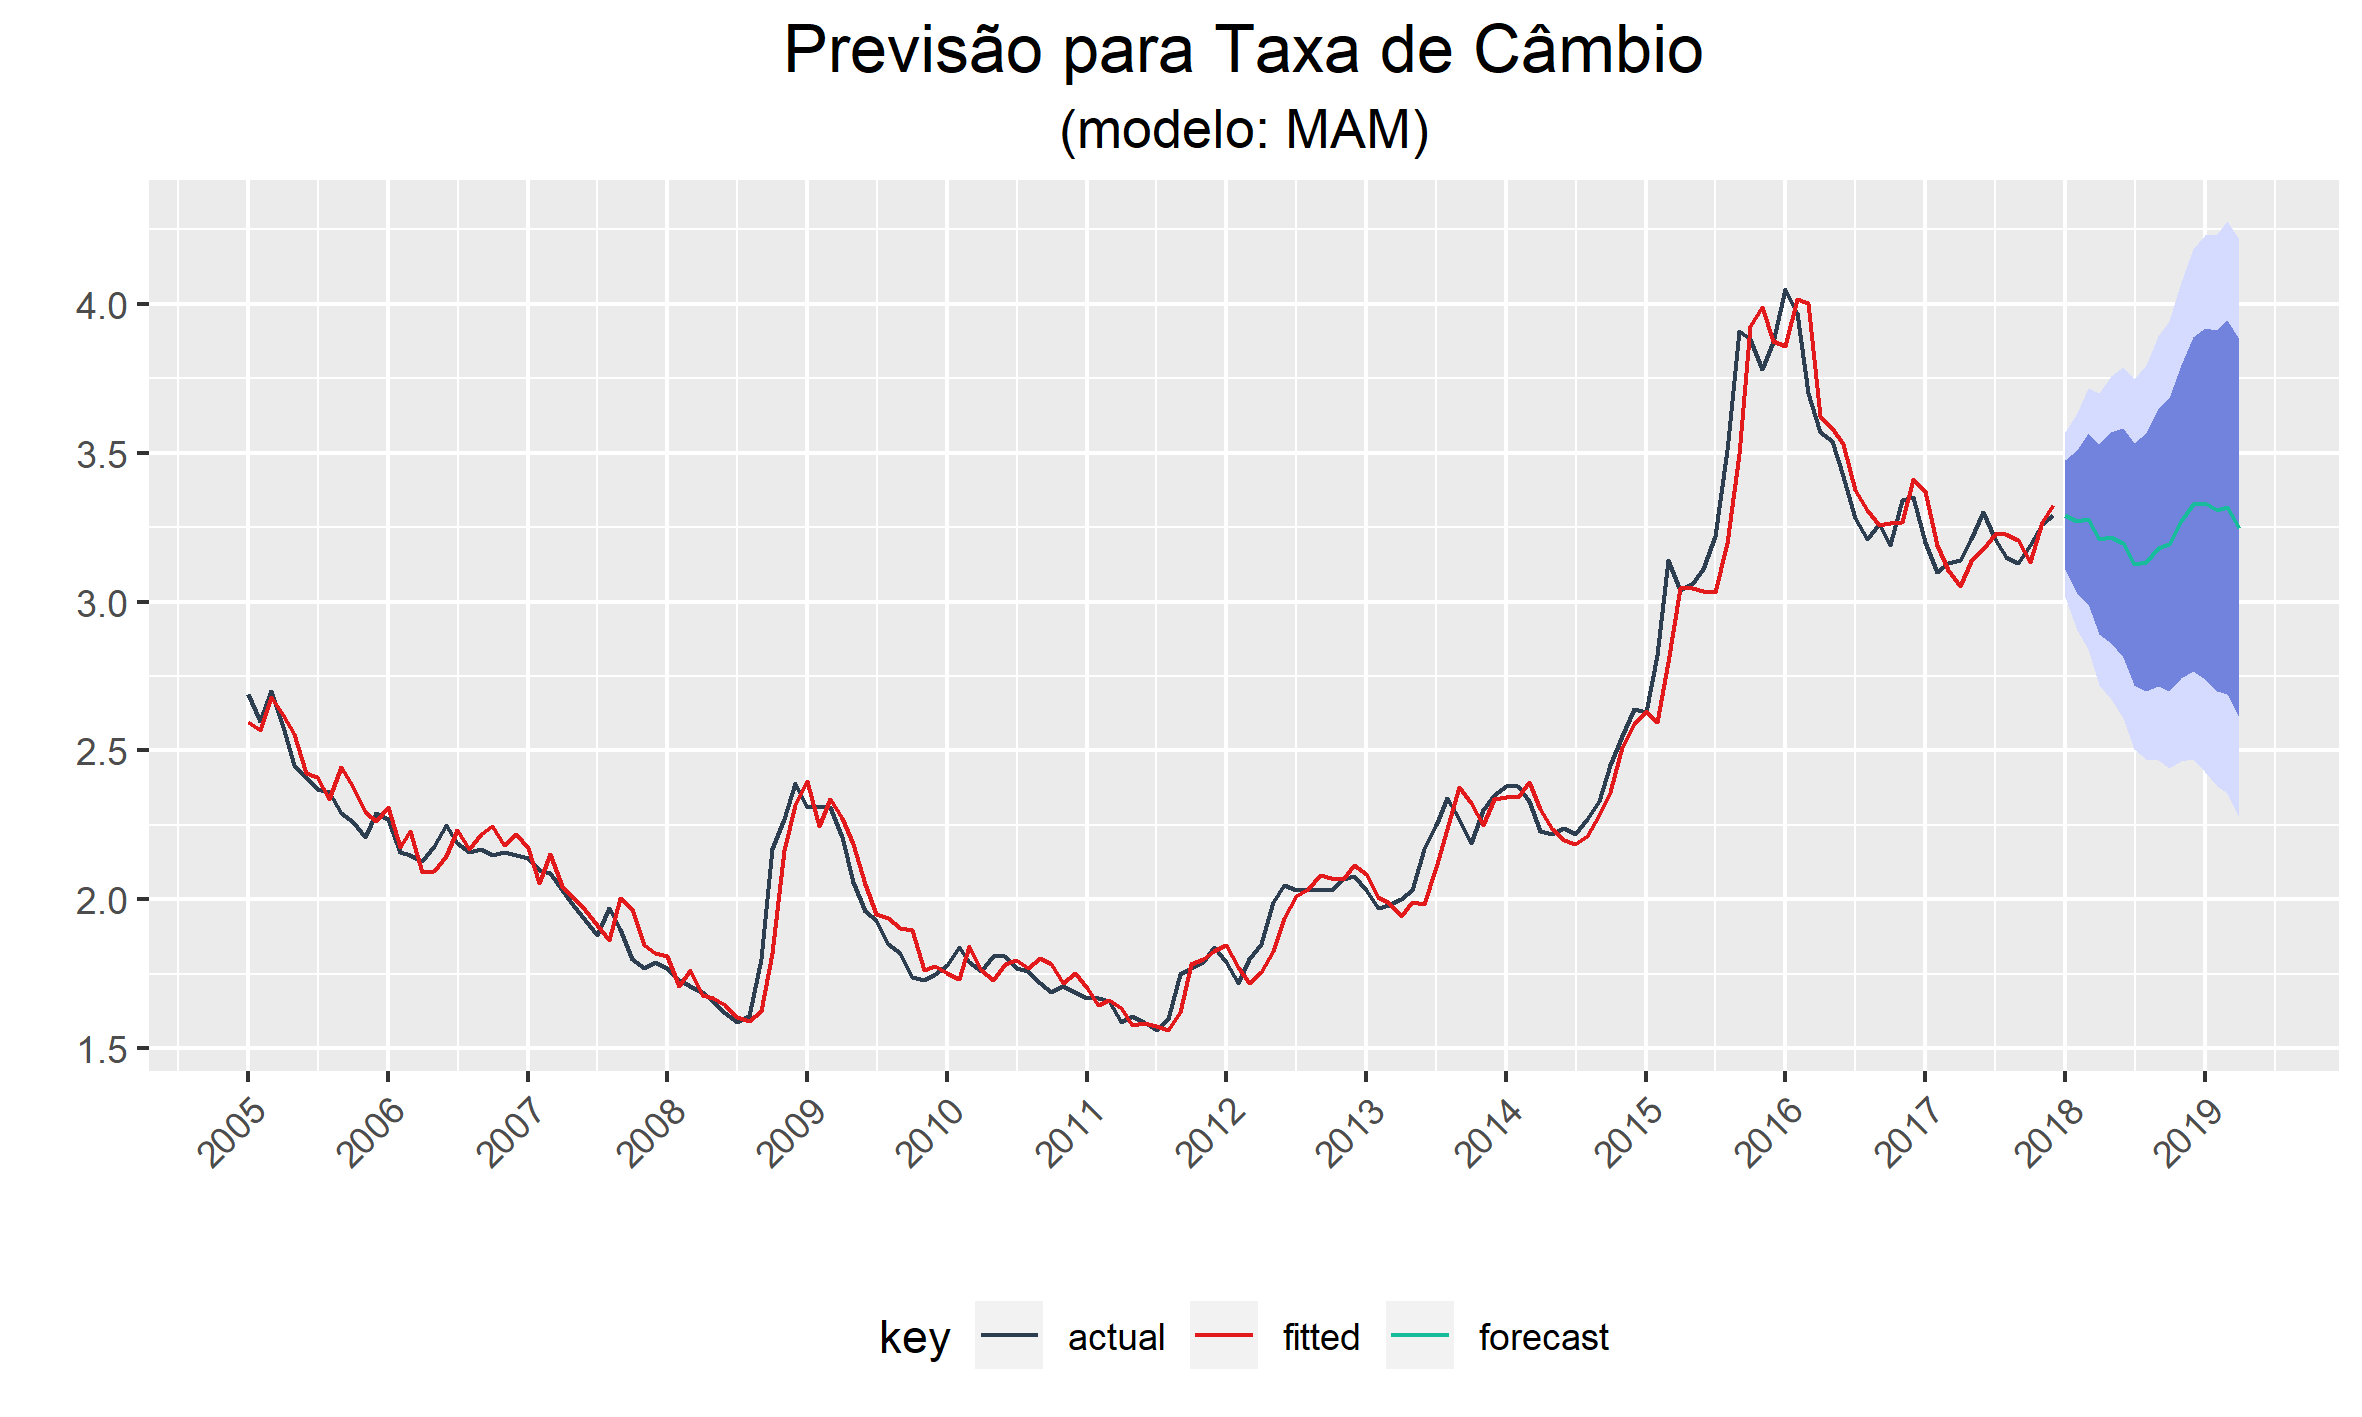 Previsão para Taxa de Câmbio
(modelo: MAM)
4.0
3.5
3.0
2.5
2.0
1.5
2005 2006 2007 2008 2009 2010 2011 2012 2013 2014 2015 2016 2017 2018 2019
key actual fitted forecast